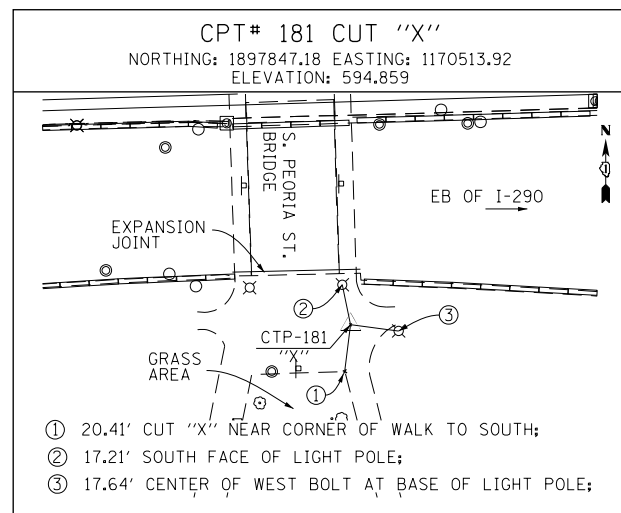 CPT# 181 CUT "X"
NORTHING: 1897847.18 EASTING: 1170513.92
ELEVATION: 594.859
N
S. PEORIA ST.
BRIDGE
EB OF I-290
EXPANSION
JOINT
2
3
CTP-181
"X"
GRASS
AREA
1
1 20.41' CUT "X" NEAR CORNER OF WALK TO SOUTH;
2 17.21' SOUTH FACE OF LIGHT POLE;
3 17.64' CENTER OF WEST BOLT AT BASE OF LIGHT POLE;